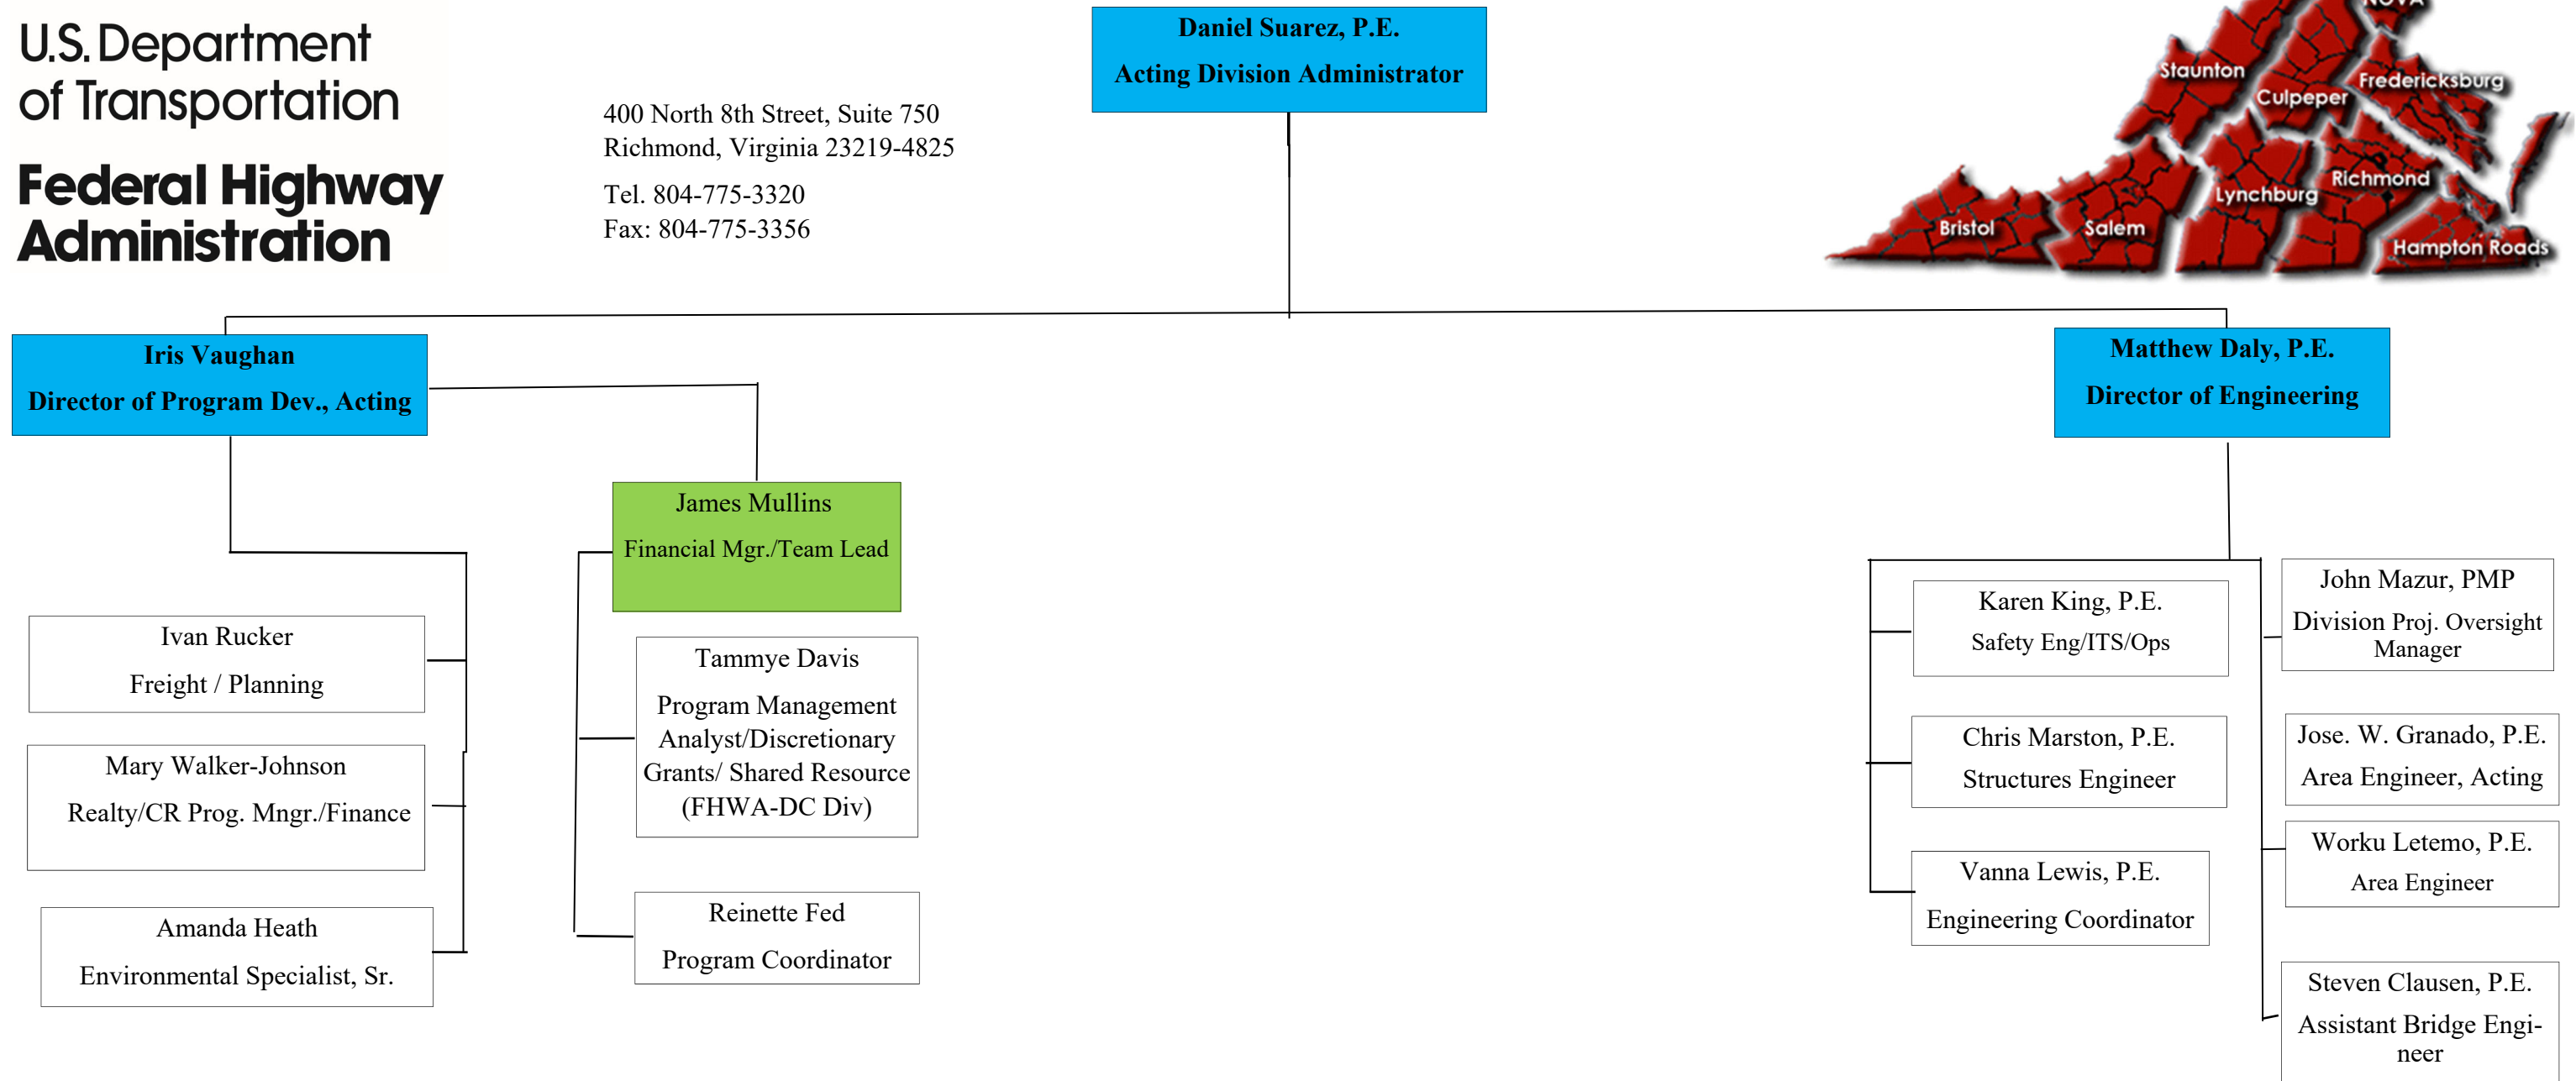 U.S. Department
of Transportation
Federal Highway
Administration
400 North 8th Street, Suite 750
Richmond, Virginia 23219-4825
Tel. 804-775-3320
Fax: 804-775-3356
Daniel Suarez, P.E.
Acting Division Administrator
NOVA
Staunton
Culpeper
Fredericksburg
Richmond
Lynchburg
Bristol
Salem
Hampton Roads
Iris Vaughan
Director of Program Dev., Acting
Matthew Daly, P.E.
Director of Engineering
James Mullins
Financial Mgr./Team Lead
Ivan Rucker
Freight / Planning
Mary Walker-Johnson
Realty/CR Prog. Mngr./Finance
Amanda Heath
Environmental Specialist, Sr.
Tammye Davis
Program Management
Analyst/Discretionary
Grants/ Shared Resource
(FHWA-DC Div)
Reinette Fed
Program Coordinator
Karen King, P.E.
Safety Eng/ITS/Ops
Chris Marston, P.E.
Structures Engineer
Vanna Lewis, P.E.
Engineering Coordinator
John Mazur, PMP
Division Proj. Oversight
Manager
Jose. W. Granado, P.E.
Area Engineer, Acting
Worku Letemo, P.E.
Area Engineer
Steven Clausen, P.E.
Assistant Bridge Engi-
neer